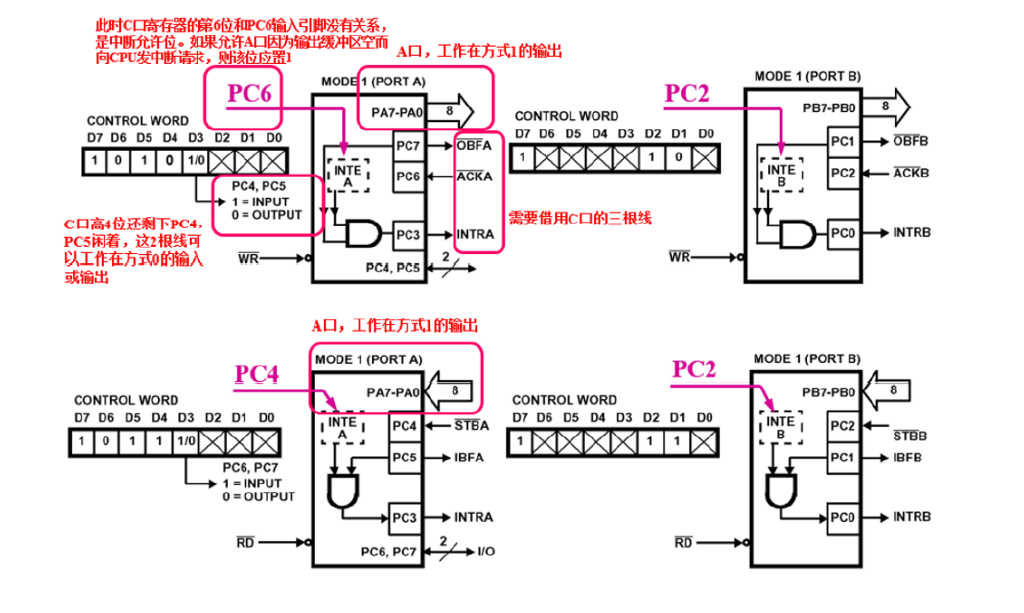 此时C口寄存器的第6位和PC6输入引脚没有关系，
是中断允许位。如果允许A口因为输出缓冲区空而
向CPU发中断请求，则该位应置1
A口，工作在方式1的输出
PC6
MODE 1 (PORT A)
CONTROL WORD
D7 D6 D5 D4 D3 D2 D1 D0
1 0 1 0 1/0
PC4, PC5
1 = INPUT
0 = OUTPUT
C口高4位还剩下PC4，
PC5闲着，这2根线可
以工作在方式0的输入
或输出
PA7-PA0
8
PC7
OBFA
INTE
A
PC6
ACKA
PC3
INTRA
WR
PC4, PC5
2
需要借用C口的三根线
PC2
MODE 1 (PORT B)
CONTROL WORD
D7 D6 D5 D4 D3 D2 D1 D0
1 1 0
PB7-PB0
8
PC1
OBFB
INTE
B
PC2
ACKB
PC0
INTRB
WR
A口，工作在方式1的输出
PC4
MODE 1 (PORT A)
CONTROL WORD
D7 D6 D5 D4 D3 D2 D1 D0
1 0 1 1 1/0
PC6, PC7
1 = INPUT
0 = OUTPUT
PA7-PA0
8
INTE
A
PC4
STBA
PC5
IBFA
PC3
INTRA
RD
PC6, PC7
2
I/O
PC2
MODE 1 (PORT B)
CONTROL WORD
D7 D6 D5 D4 D3 D2 D1 D0
1 1 1
PB7-PB0
8
INTE
B
PC2
STBB
PC1
IBFB
PC0
INTRB
RD